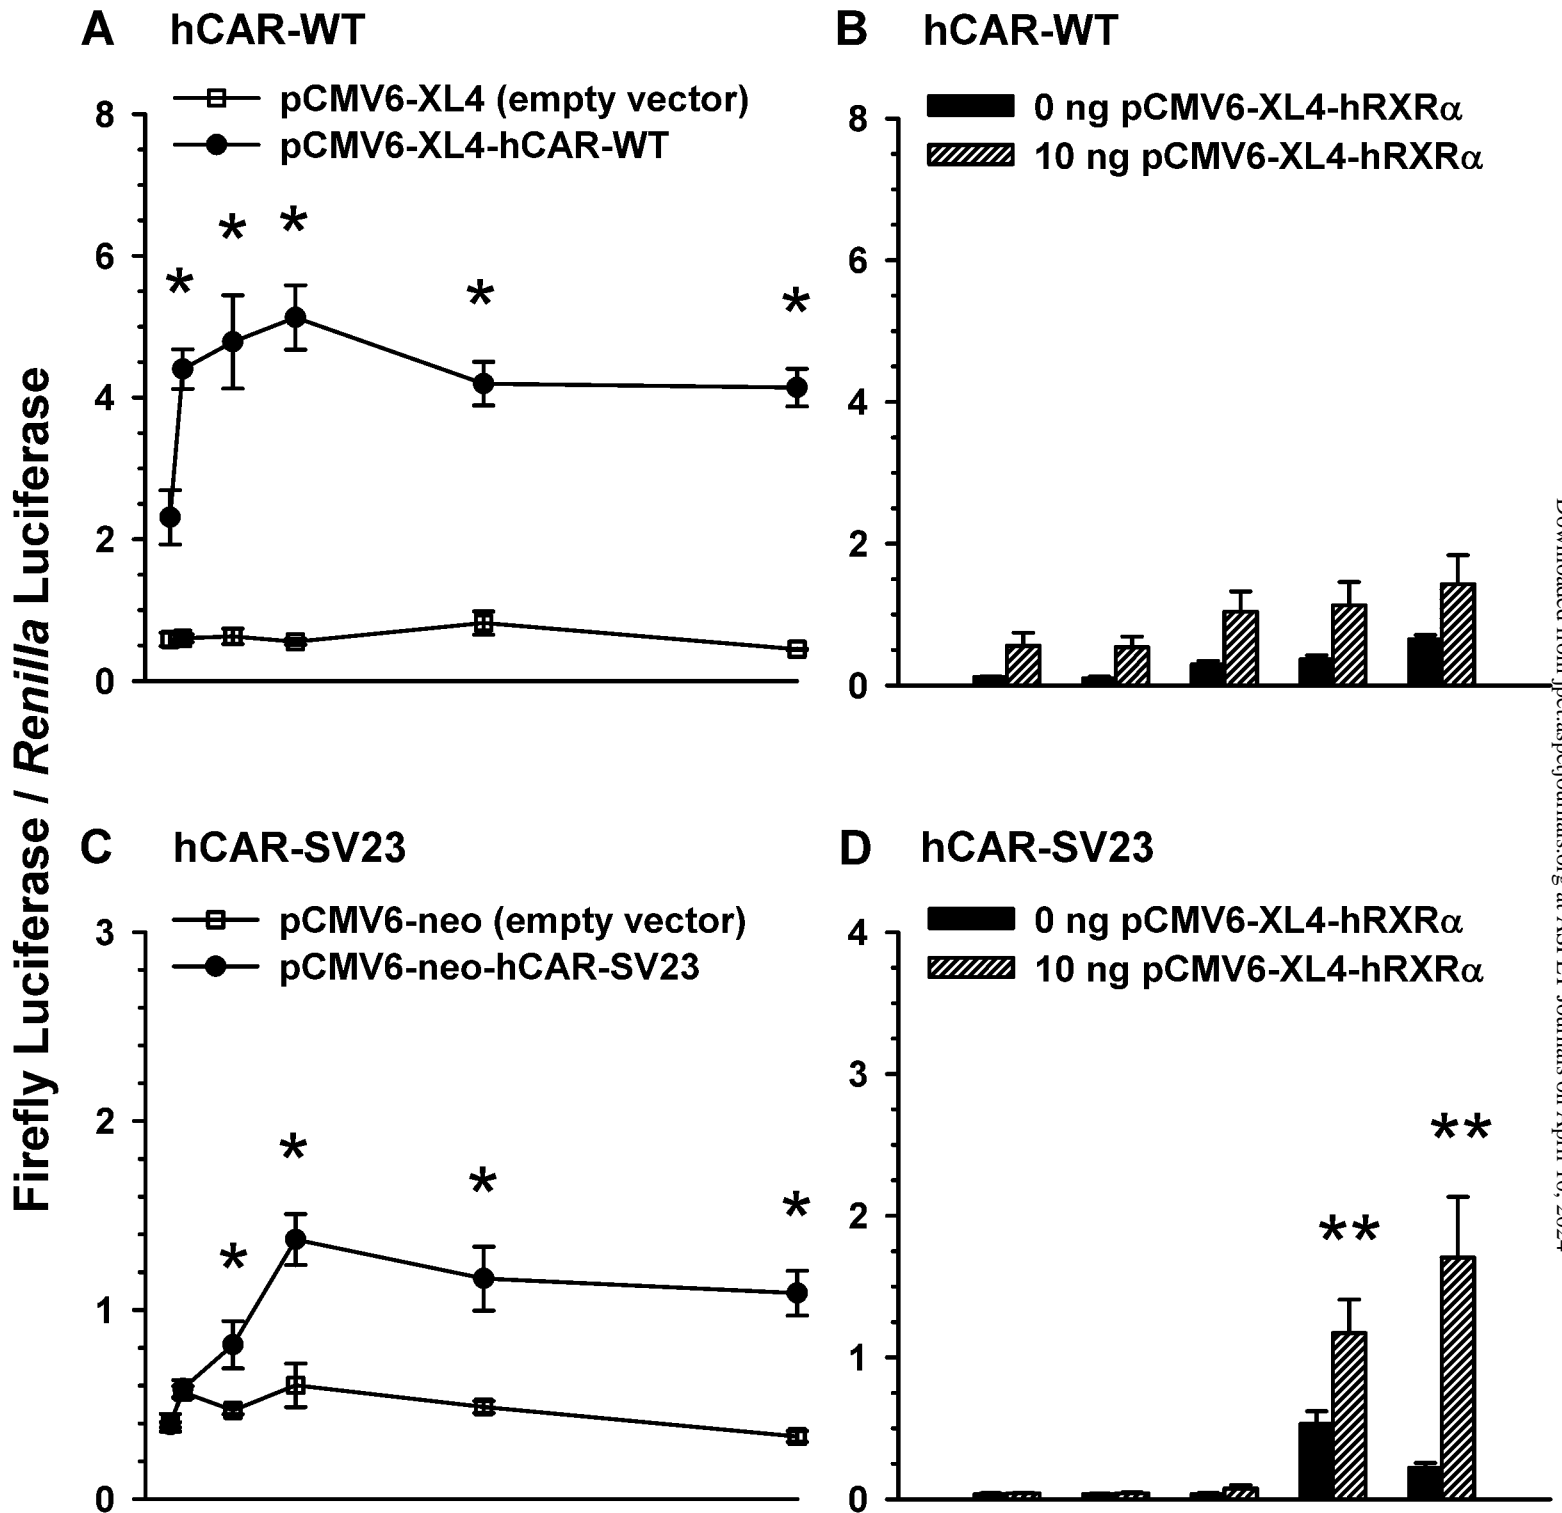 A hCAR-WT
pCMV6-XL4 (empty vector)
pCMV6-XL4-hCAR-WT
8
6
4
2
0
* * * * *
B hCAR-WT
0 ng pCMV6-XL4-hRXRα
10 ng pCMV6-XL4-hRXRα
8
6
4
2
0
Firefly Luciferase / Renilla Luciferase
C hCAR-SV23
pCMV6-neo (empty vector)
pCMV6-neo-hCAR-SV23
3
2
1
0
* * * *
D hCAR-SV23
0 ng pCMV6-XL4-hRXRα
10 ng pCMV6-XL4-hRXRα
4
3
2
1
0
** **